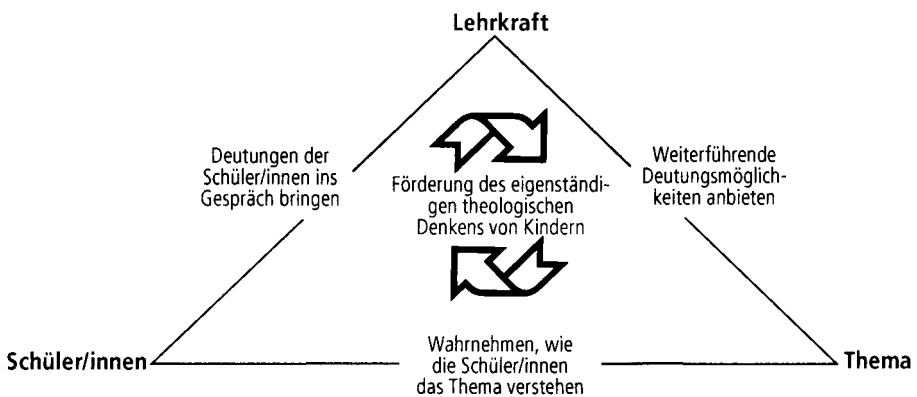 Lehrkraft
Deutungen der
Schüler/innen ins
Gespräch bringen
Weiterführende
Deutungsmöglich-
keiten anbieten
Förderung des eigenständi-
gen theologischen
Denkens von Kindern
Schüler/innen
Wahrnehmen, wie
die Schüler/innen
das Thema verstehen
Thema